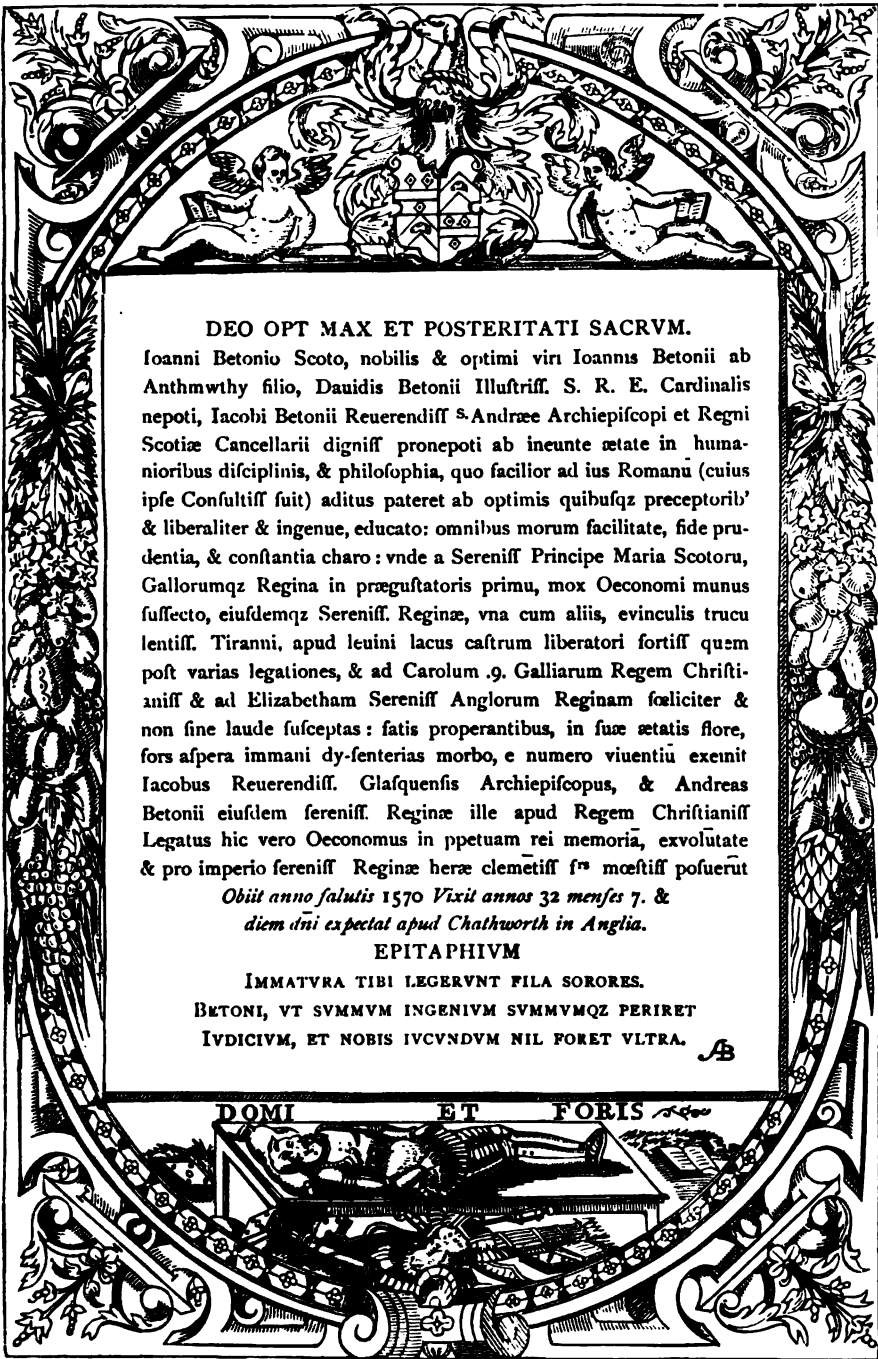 DEO OPT MAX ET POSTERITATI SACRVM.
Ioanni Betonio Scoto, nobilis & optimi viri Ioannis Betonii ab
Anthmwthy filio, Dauidis Betonii Illuſtriſſ. S. R. E. Cardinalis
nepoti, Iacobi Betonii Reuerendiſſ s. Andrææ Archiepiſcopi et Regni
Scotiæ Cancellarii digniſſ pronepoti ab ineunte ætate in huma-
nioribus diſciplinis, & philoſophia, quo facilior ad ius Romanū (cuius
ipſe Conſultiſſ fuit) aditus pateret ab optimis quibuſqz preceptorib'
& liberaliter & ingenue, educato: omnibus morum facilitate, fide pru-
dentia, & conſtantia charo : vnde a Sereniſſ Principe Maria Scotoru,
Gallorumqz Regina in præguſtatoris primu, mox Oeconomi munus
ſuſſecto, eiuſdemqz Sereniſſ. Reginæ, vna cum aliis, evinculis trucu
lentiſſ. Tiranni, apud leuini lacus caſtrum liberatori fortiſſ quem
poſt varias legationes, & ad Carolum .9. Galliarum Regem Chriſti-
aniſſ & ad Elizabetham Sereniſſ Anglorum Reginam fœliciter &
non ſine laude ſuſceptas : fatis properantibus, in ſuæ ætatis flore,
fors aſpera immani dy-ſenterias morbo, e numero viuentiū exemit
Iacobus Reuerendiſſ. Glaſquenſis Archiepiſcopus, & Andreas
Betonii eiuſdem ſereniſſ. Reginæ ille apud Regem Chriſtianiſſ
Legatus hic vero Oeconomus in ppetuam rei memoriā, exvolūtate
& pro imperio ſereniſſ Reginæ heræ clemētiſſ frs mœſtiſſ poſuerūt
Obiit anno ſalutis 1570 Vixit annos 32 menſes 7. &
diem dn̄i expectat apud Chathworth in Anglia.
EPITAPHIVM
IMMATVRA TIBI LEGERVNT FILA SORORES.
BETONI, VT SVMMVM INGENIVM SVMMVMQZ PERIRET
IVDICIVM, ET NOBIS IVCVNDVM NIL FORET VLTRA.
AB
DOMI ET FORIS